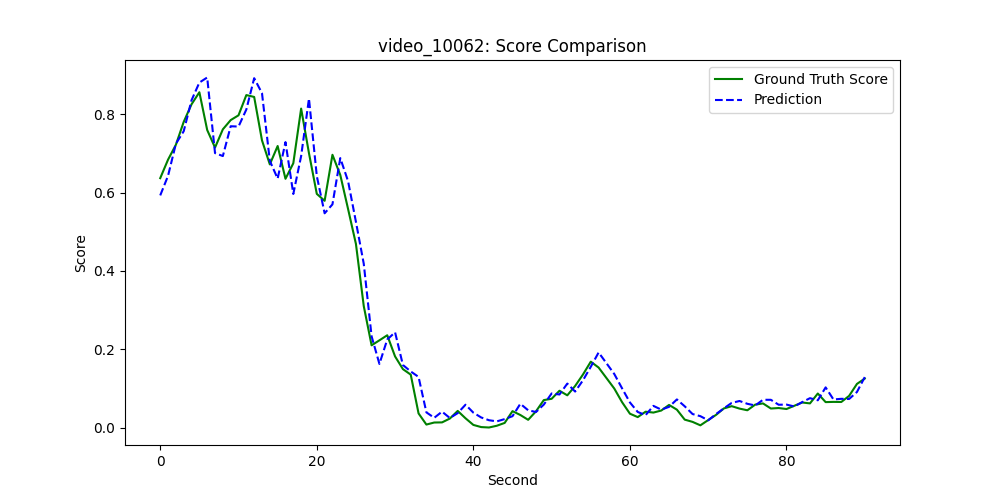 video_10062: Score Comparison
Ground Truth Score
Prediction
Score
0.8
0.6
0.4
0.2
0.0
0 20 40 60 80
Second